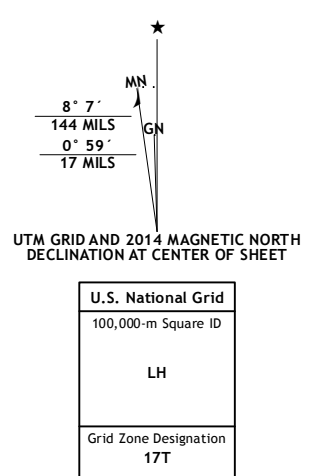 MN
8° 7´
144 MILS
GN
0° 59´
17 MILS
UTM GRID AND 2014 MAGNETIC NORTH
DECLINATION AT CENTER OF SHEET
U.S. National Grid
100,000-m Square ID
LH
Grid Zone Designation
17T